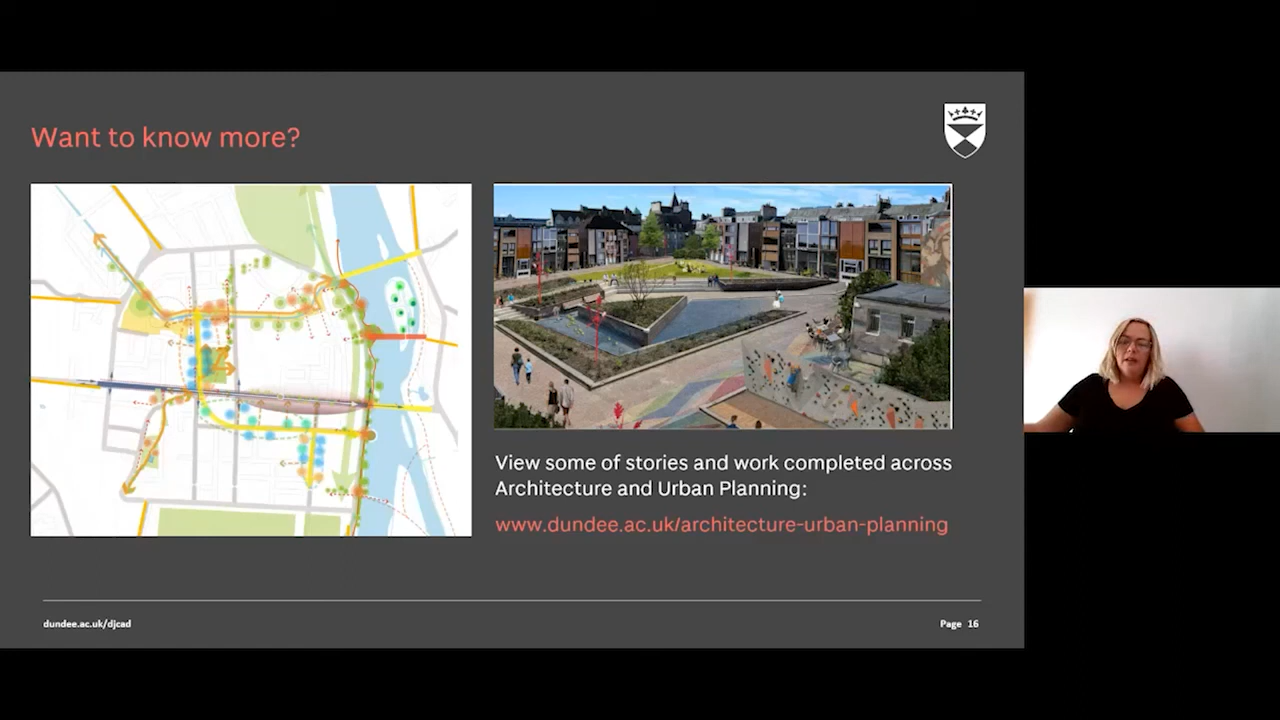 Want to know more?
View some of stories and work completed across
Architecture and Urban Planning:
www.dundee.ac.uk/architecture-urban-planning
dundee.ac.uk/djcad
Page 16